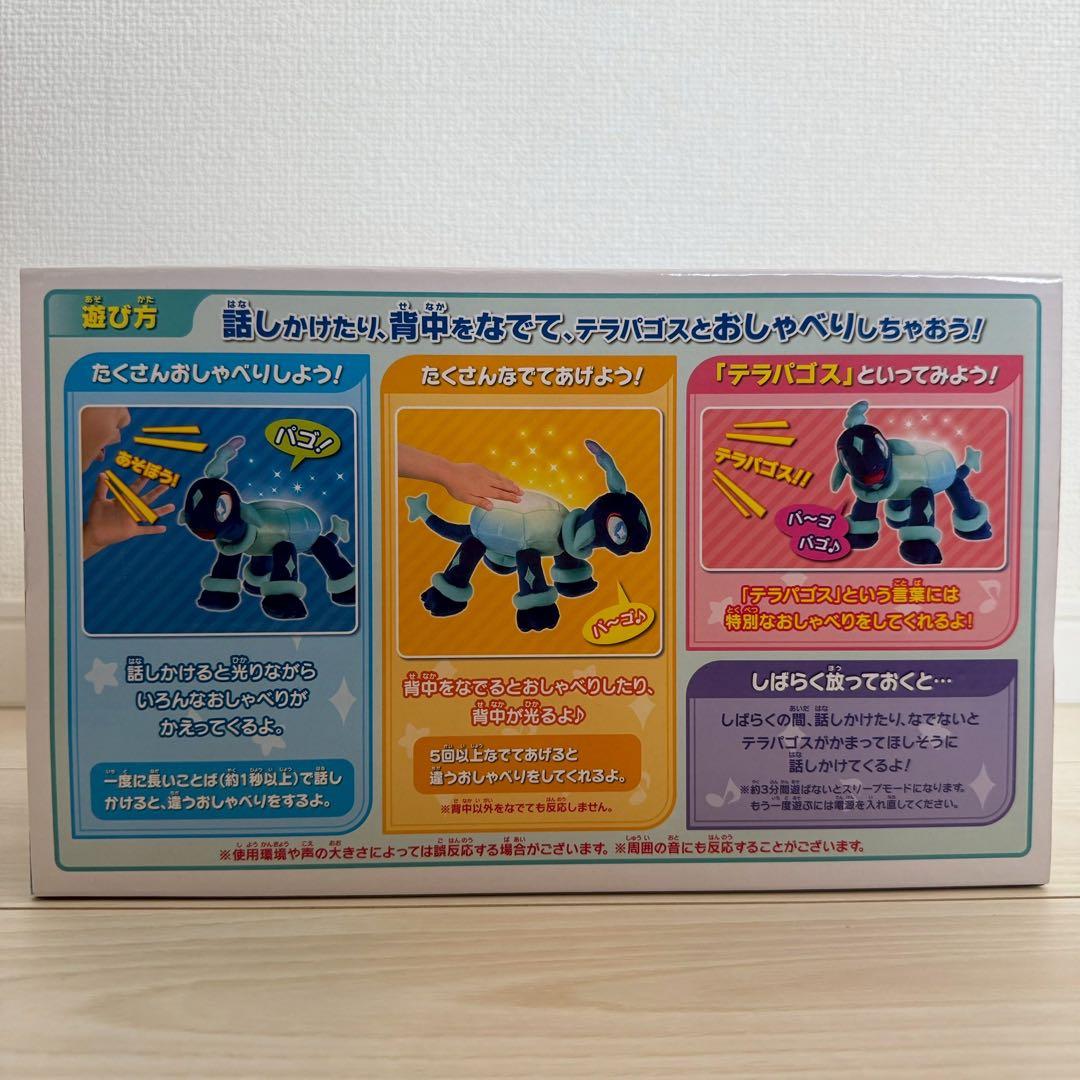 遊び方
話しかけたり、背中をなでて、テラパゴスとおしゃべりしちゃおう!
たくさんおしゃべりしよう!
あそぼう!
パゴ!
話しかけると光りながら
いろんなおしゃべりが
かえってくるよ。
一度に長いことば(約1秒以上)で話し
かけると、違うおしゃべりをするよ。
たくさんなでてあげよう!
パ〜ゴ♪
背中をなでるとおしゃべりしたり、
背中が光るよ♪
5回以上なでてあげると
違うおしゃべりをしてくれるよ。
※背中以外をなでても反応しません。
「テラパゴス」といってみよう!
テラパゴス!!
パ〜ゴ
パゴ♪
「テラパゴス」という言葉には
特別なおしゃべりをしてくれるよ!
しばらく放っておくと…
しばらくの間、話しかけたり、なでないと
テラパゴスがかまってほしそうに
話しかけてくるよ!
※約3分間遊ばないとスリープモードになります。
もう一度遊ぶには電源を入れ直してください。
※使用環境や声の大きさによっては誤反応する場合がございます。※周囲の音にも反応することがございます。